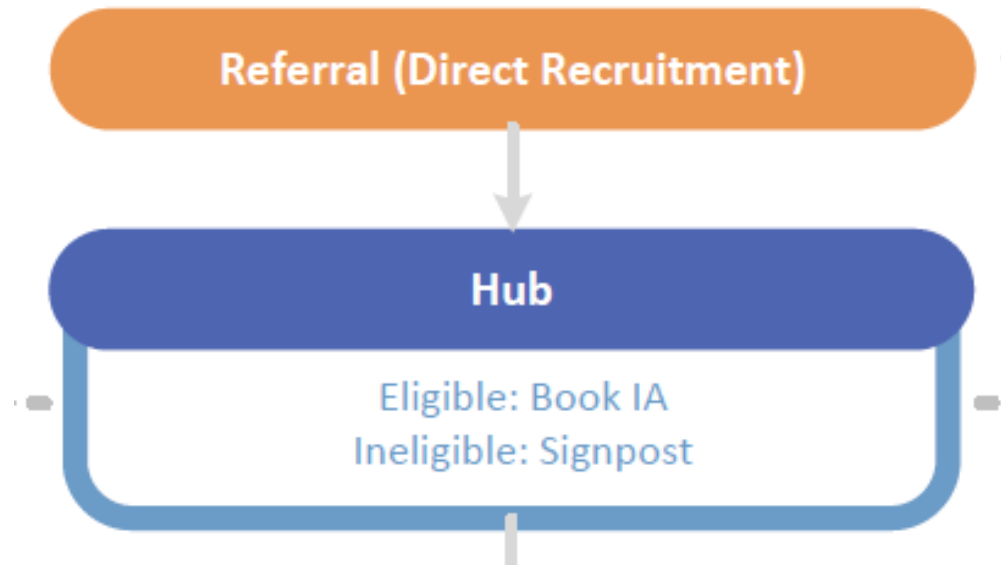 Referral (Direct Recruitment)
Hub
Eligible: Book IA
Ineligible: Signpost